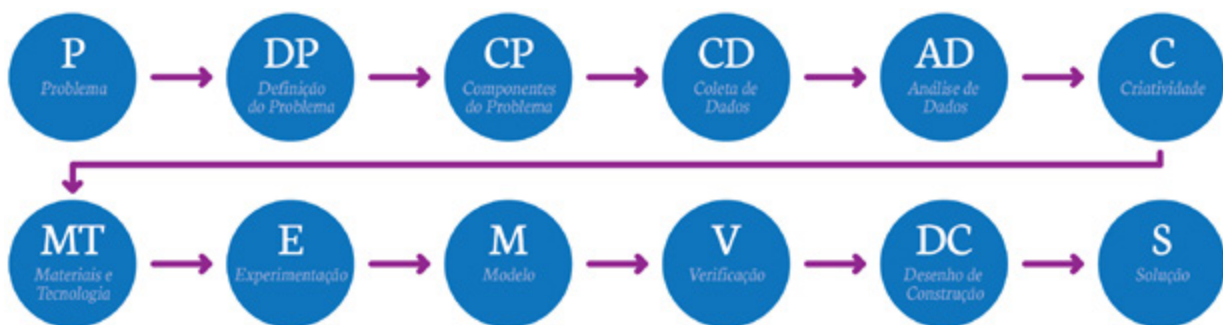 P
Problema
DP
Definição
do Problema
CP
Componentes
do Problema
CD
Coleta de
Dados
AD
Análise de
Dados
C
Criatividade
MT
Materiais e
Tecnologia
E
Experimentação
M
Modelo
V
Verificação
DC
Desenho de
Construção
S
Solução